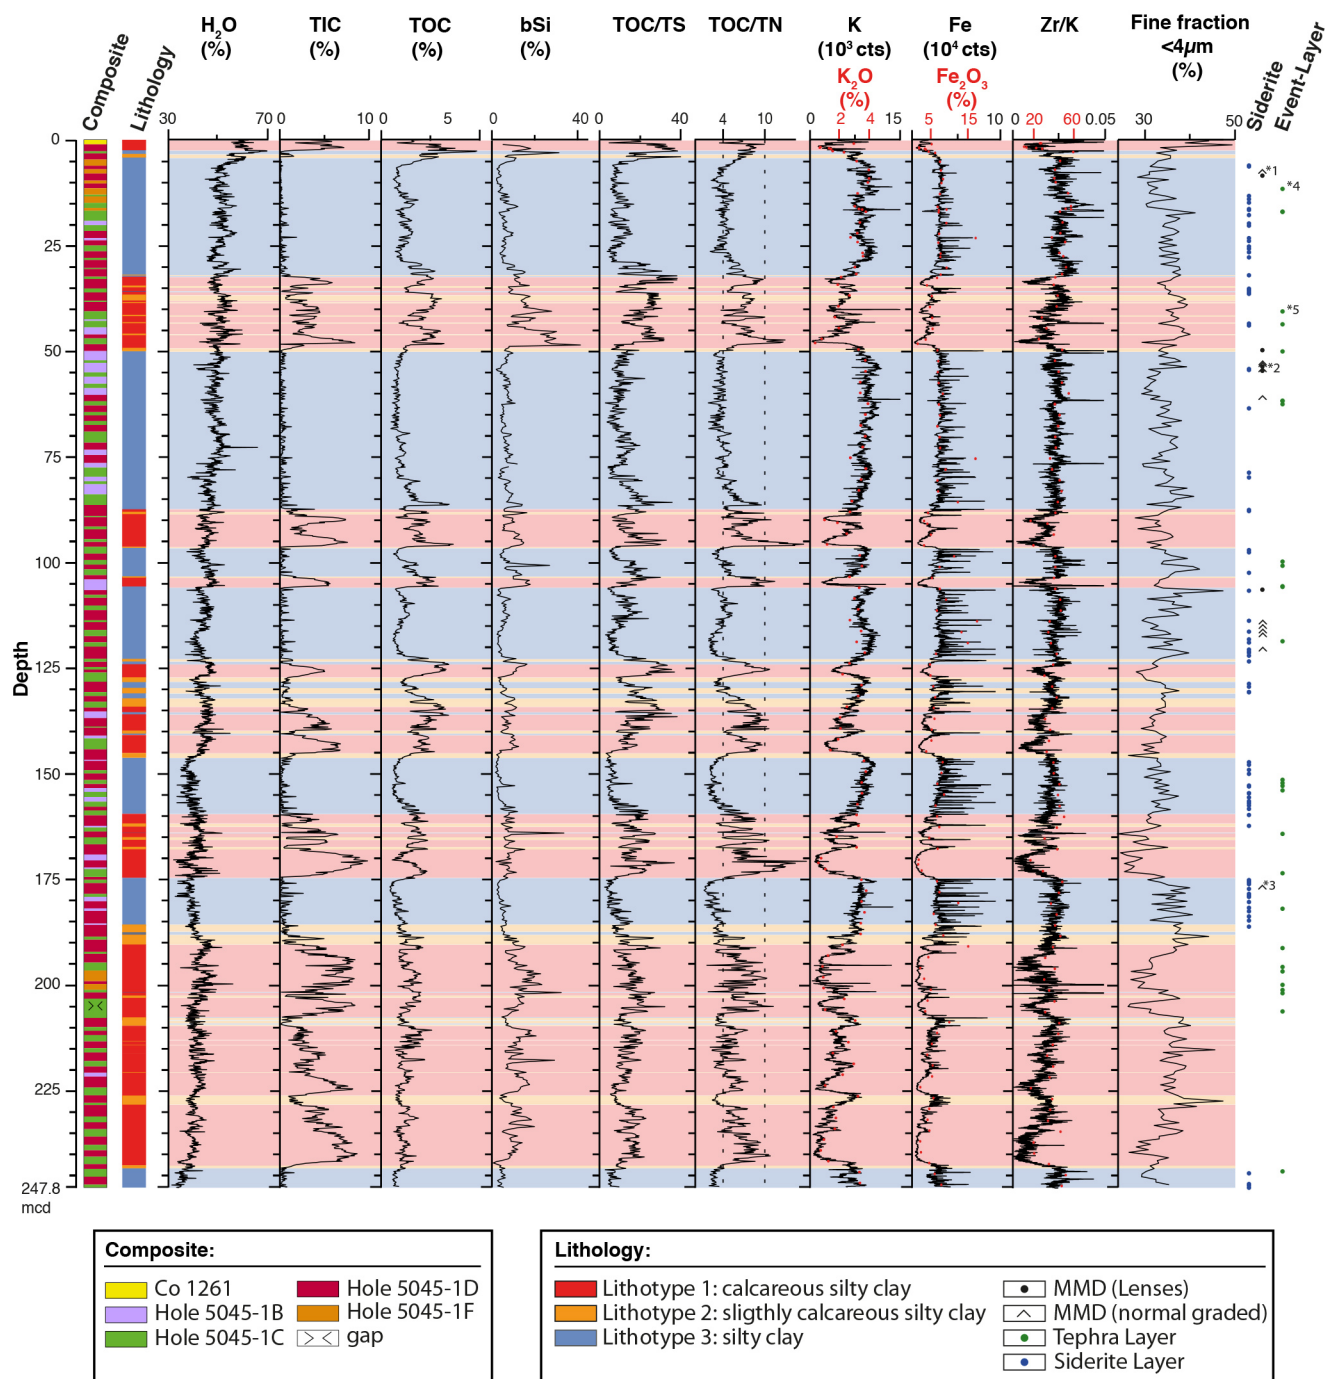 Composite
Lithology
H2O
(%)
TIC
(%)
TOC
(%)
bSi
(%)
TOC/TS
TOC/TN
K
(10³ cts)
K2O
(%)
Fe
(10⁴ cts)
Fe2O3
(%)
Zr/K
Fine fraction
<4µm
(%)
Siderite
Event-Layer
30 70 0 10 0 5 0 40 0 40 4 10 0 2 4 15 5 15 10 0 20 60 0.05 30 50
0
25
50
75
100
125
150
175
200
225
247.8
mcd
Depth
*1
*4
*5
*2
*3
Composite:
Co 1261
Hole 5045-1B
Hole 5045-1C
Hole 5045-1D
Hole 5045-1F
gap
Lithology:
Lithotype 1: calcareous silty clay
Lithotype 2: sligthly calcareous silty clay
Lithotype 3: silty clay
MMD (Lenses)
MMD (normal graded)
Tephra Layer
Siderite Layer